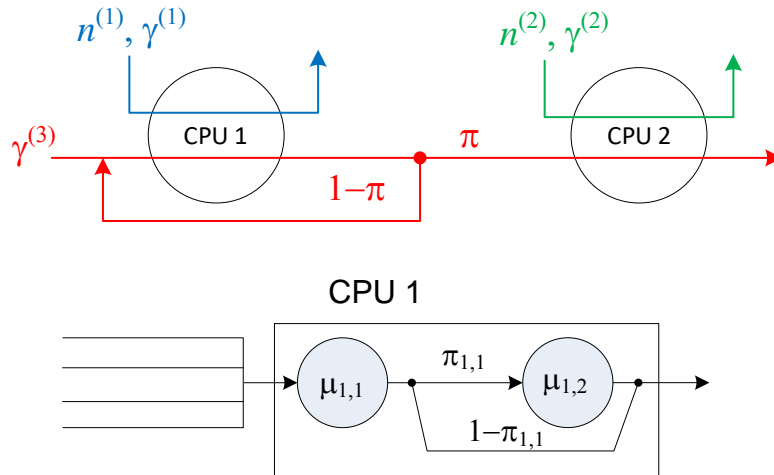 n⁽¹⁾, γ⁽¹⁾
n⁽²⁾, γ⁽²⁾
CPU 1
CPU 2
γ⁽³⁾
π
1−π
CPU 1
μ₁,₁
π₁,₁
μ₁,₂
1−π₁,₁